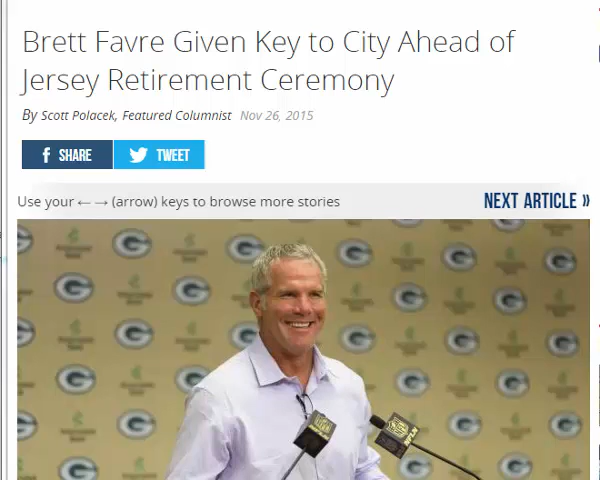 Brett Favre Given Key to City Ahead of
Jersey Retirement Ceremony
By Scott Polacek, Featured Columnist Nov 26, 2015
f SHARE TWEET
Use your ← → (arrow) keys to browse more stories NEXT ARTICLE »